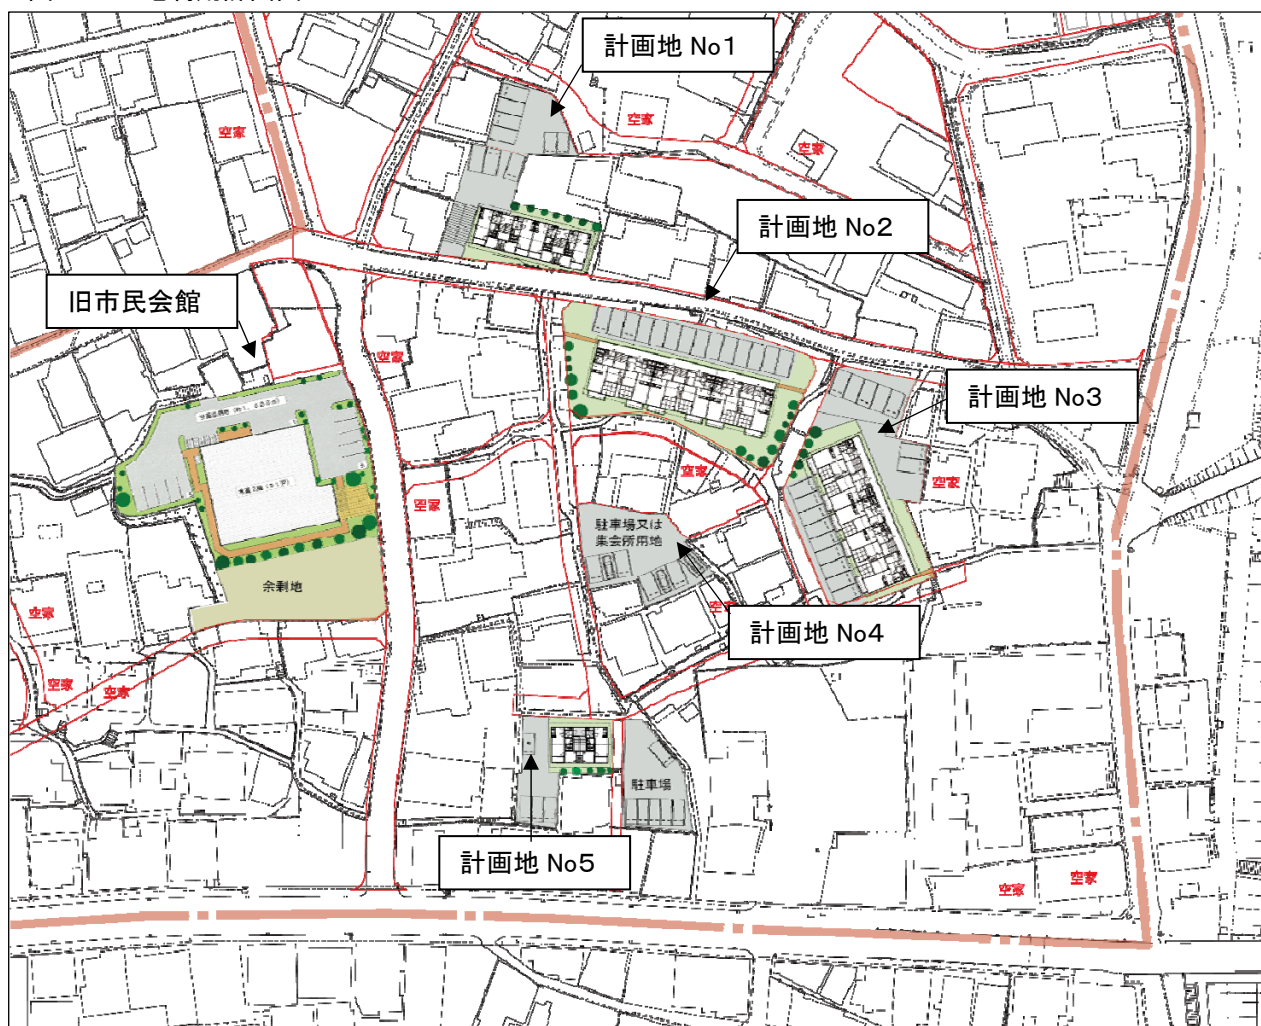 計画地 No1
空家
空家
空家
計画地 No2
旧市民会館
空家
計画地 No3
空家
空家
空家
駐車場又は
集会所用地
余剰地
空家
空家
計画地 No4
空家
空家
駐車場
計画地 No5
空家
空家